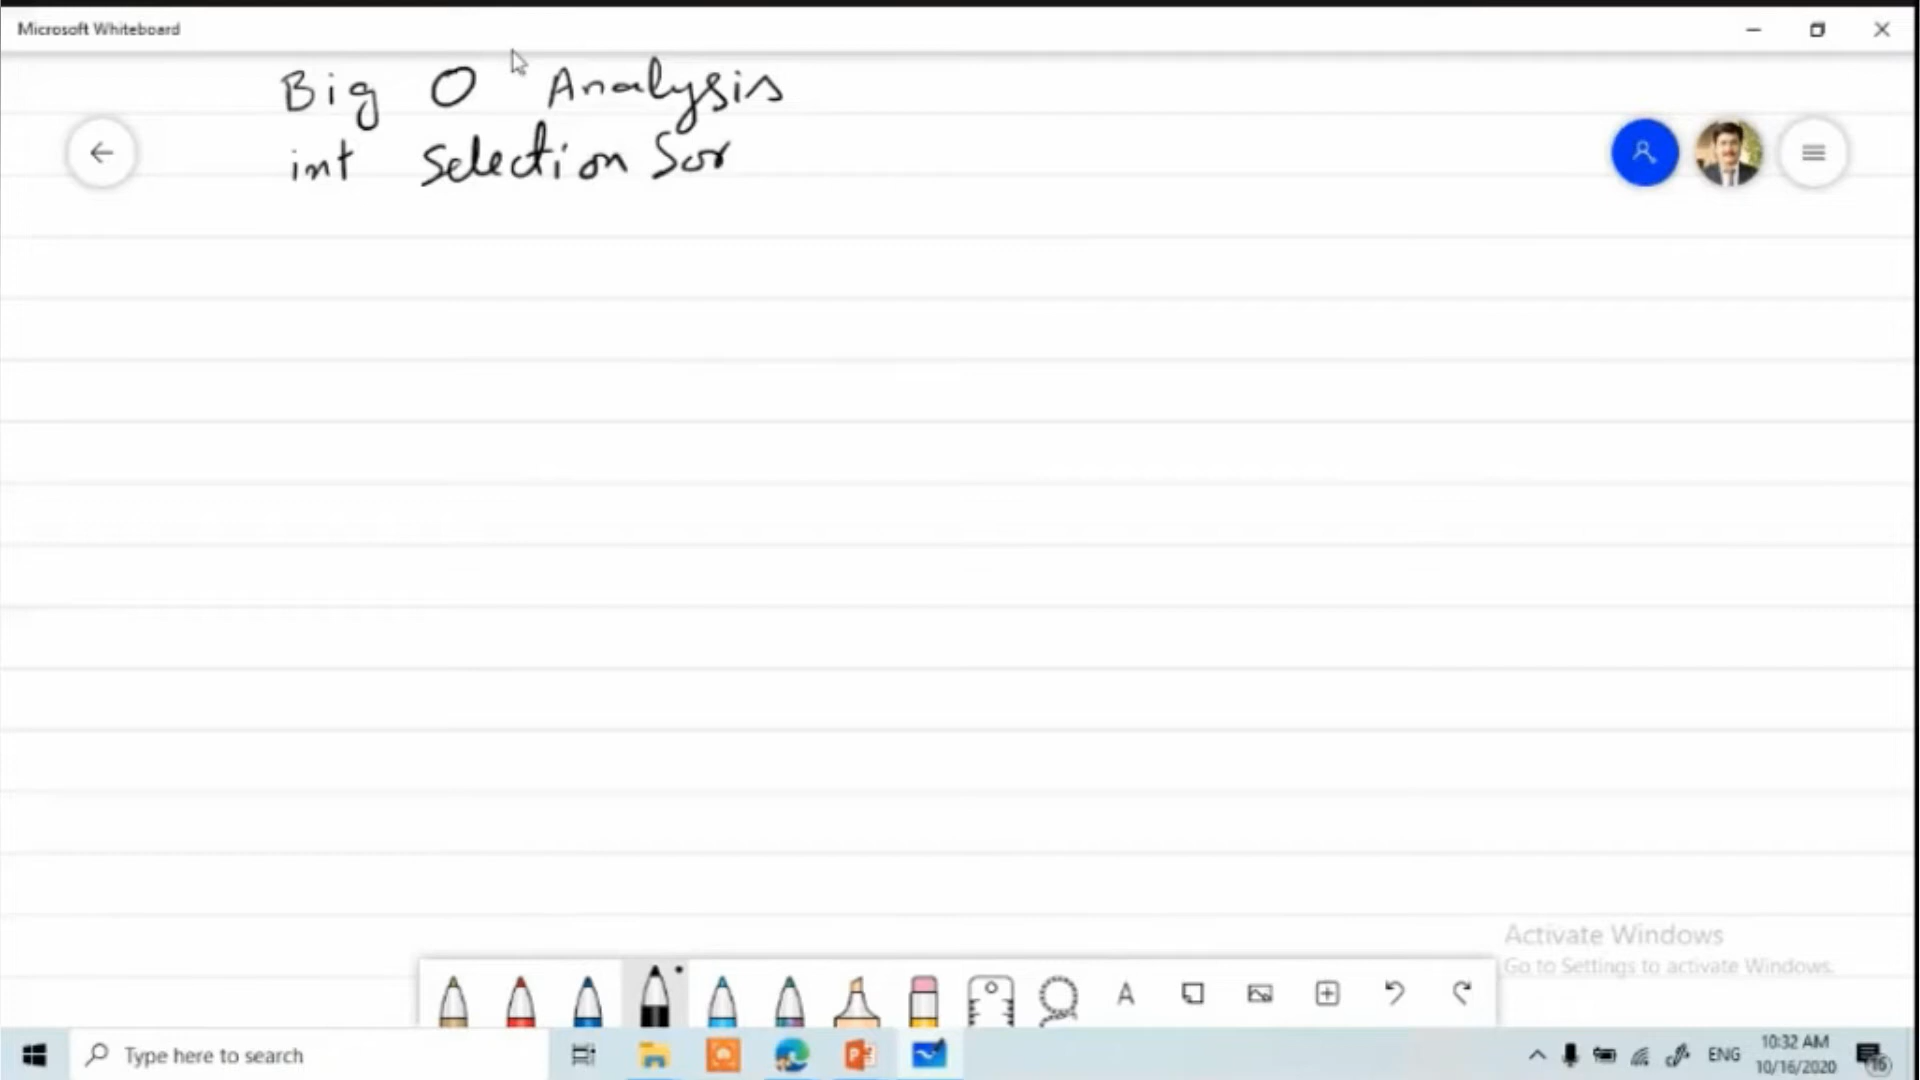 Microsoft Whiteboard
Big O Analysis
int Selection Sor
Activate Windows
Go to Settings to activate Windows.
A
Type here to search
ENG
10:32 AM
10/16/2020
16